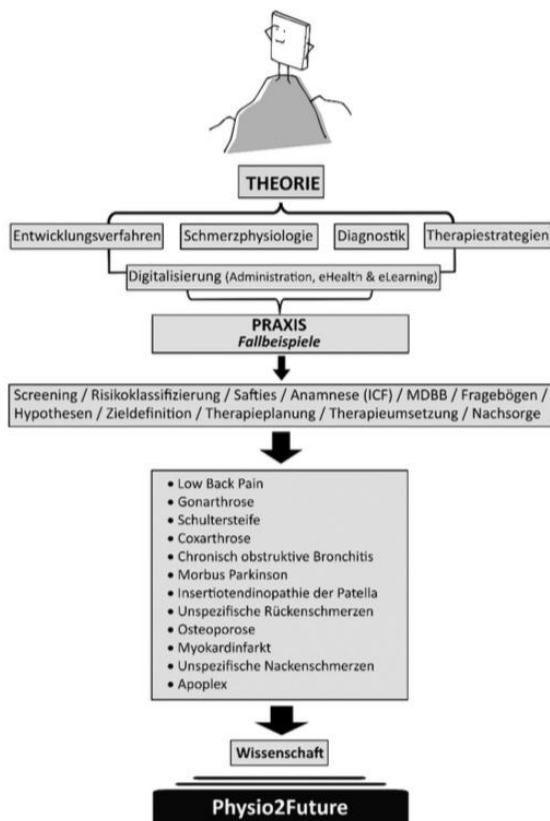 THEORIE
Entwicklungsverfahren Schmerzphysiologie Diagnostik Therapiestrategien
Digitalisierung (Administration, eHealth & eLearning)
PRAXIS
Fallbeispiele
Screening / Risikoklassifizierung / Safties / Anamnese (ICF) / MDBB / Fragebögen /
Hypothesen / Zieldefinition / Therapieplanung / Therapieumsetzung / Nachsorge
• Low Back Pain
• Gonarthrose
• Schultersteife
• Coxarthrose
• Chronisch obstruktive Bronchitis
• Morbus Parkinson
• Insertiotendinopathie der Patella
• Unspezifische Rückenschmerzen
• Osteoporose
• Myokardinfarkt
• Unspezifische Nackenschmerzen
• Apoplex
Wissenschaft
Physio2Future